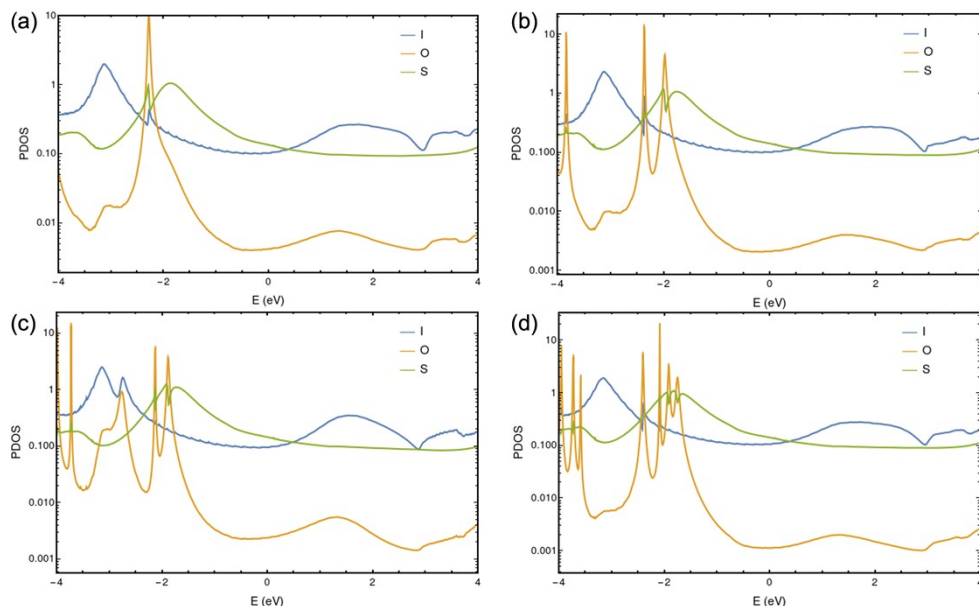 (a)
10
1
0.10
0.01
PDOS
I
O
S
−4 −2 0 2 4
E (eV)
(b)
10
1
0.100
0.010
0.001
PDOS
I
O
S
−4 −2 0 2 4
E (eV)
(c)
10
1
0.100
0.010
0.001
PDOS
I
O
S
−4 −2 0 2 4
E (eV)
(d)
10
1
0.100
0.010
0.001
PDOS
I
O
S
−4 −2 0 2 4
E (eV)